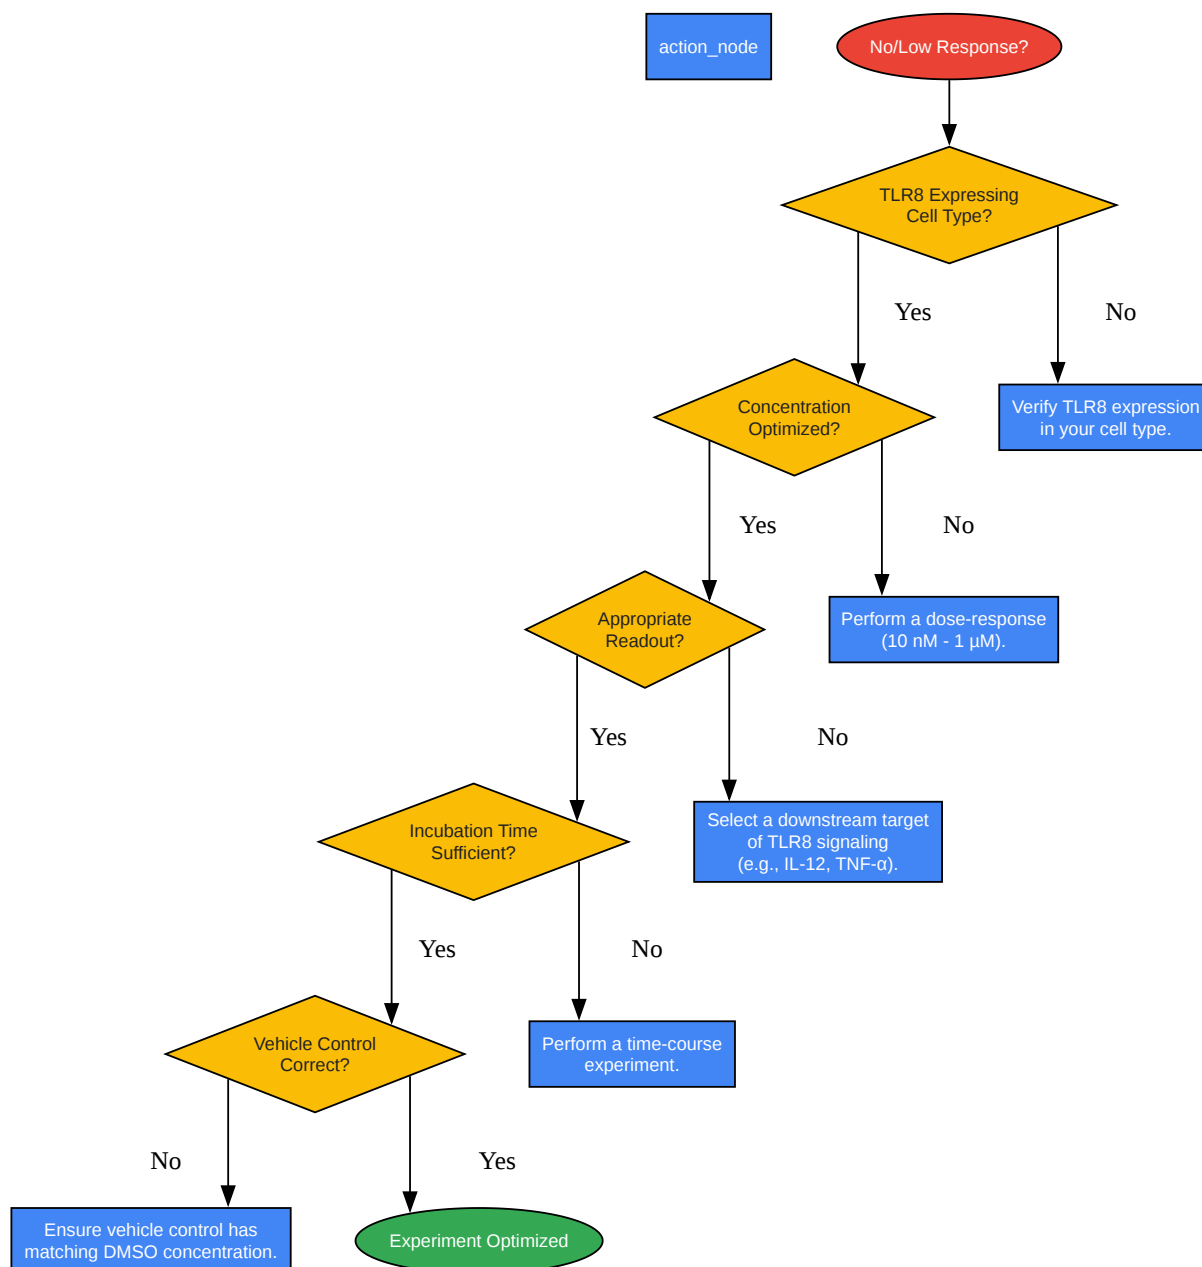 action_node
No/Low Response?
TLR8 Expressing
Cell Type?
Yes
No
Concentration
Optimized?
Verify TLR8 expression
in your cell type.
Yes
No
Appropriate
Readout?
Perform a dose-response
(10 nM - 1 µM).
Yes
No
Incubation Time
Sufficient?
Select a downstream target
of TLR8 signaling
(e.g., IL-12, TNF-α).
Yes
No
Vehicle Control
Correct?
Perform a time-course
experiment.
No
Yes
Ensure vehicle control has
matching DMSO concentration.
Experiment Optimized